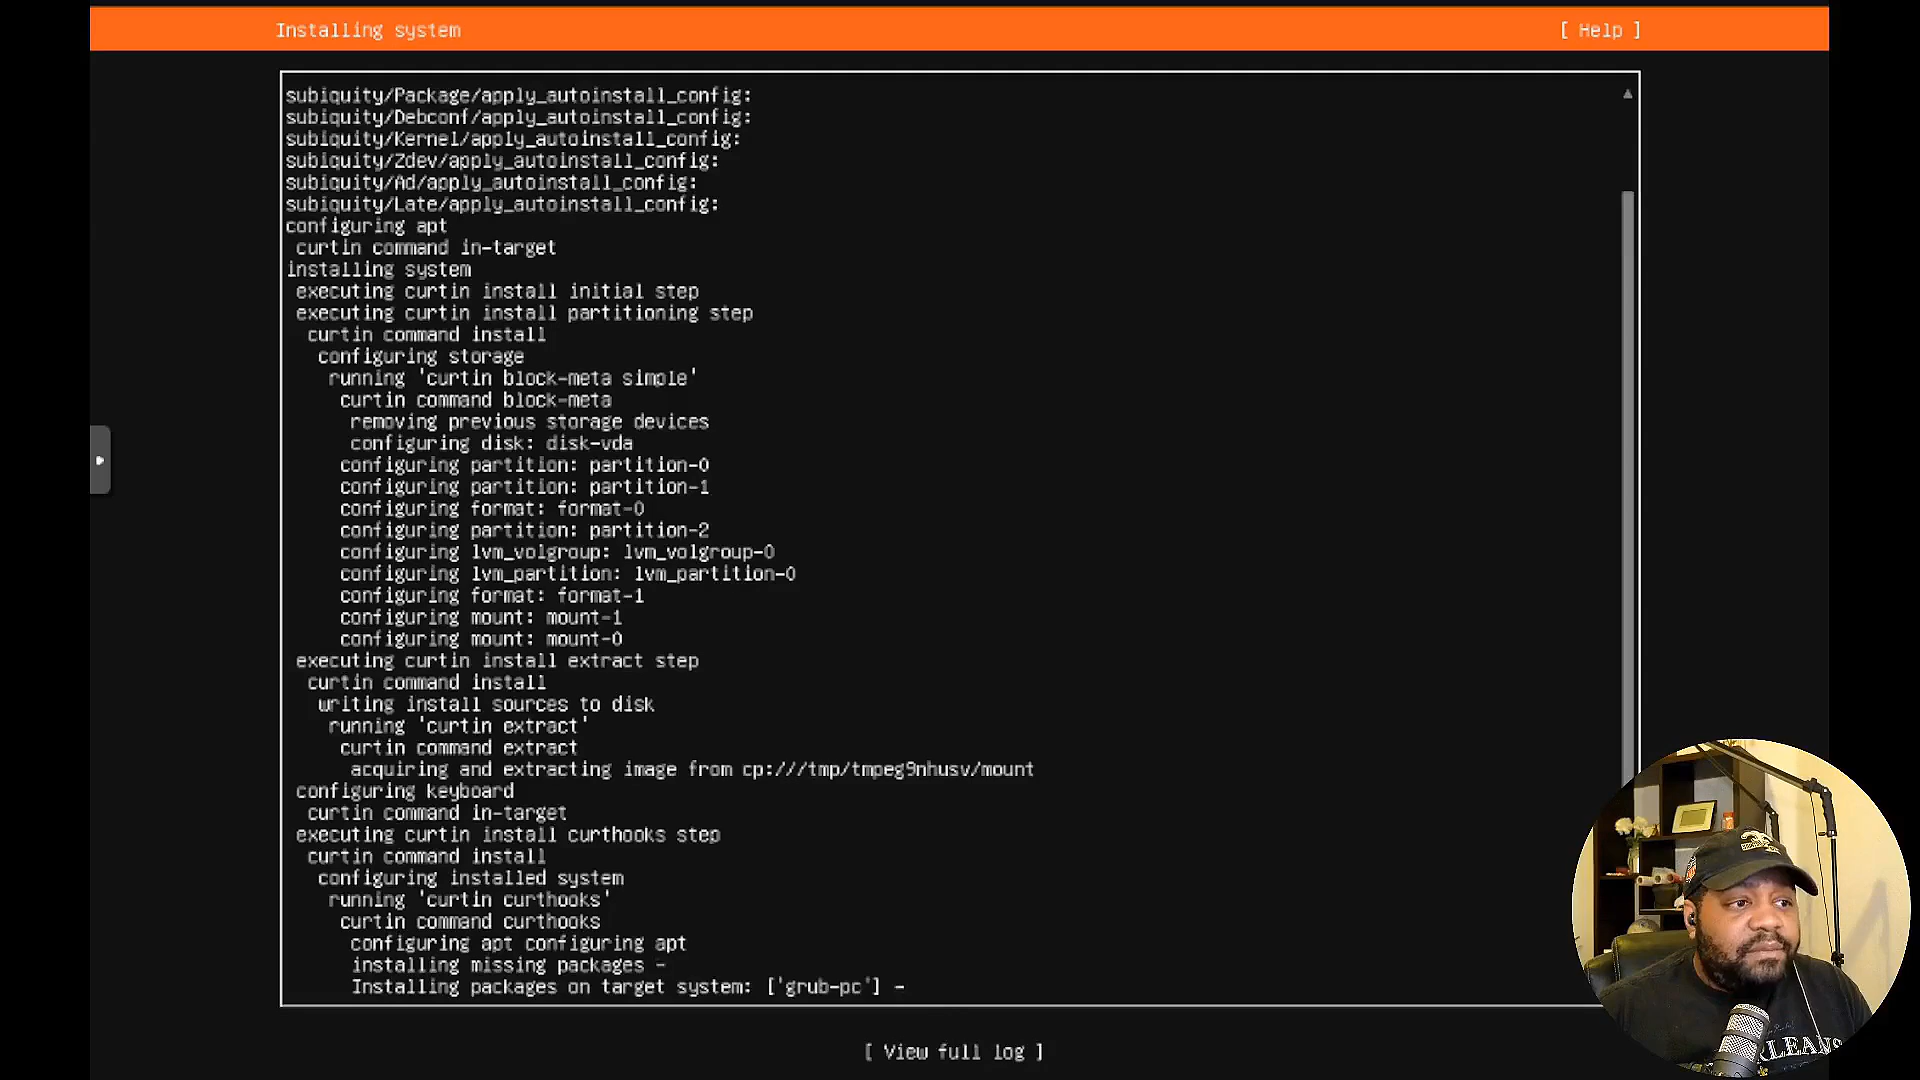 Installing system
[ Help ]
subiquity/Package/apply_autoinstall_config:
subiquity/Debconf/apply_autoinstall_config:
subiquity/Kernel/apply_autoinstall_config:
subiquity/Zdev/apply_autoinstall_config:
subiquity/Ad/apply_autoinstall_config:
subiquity/Late/apply_autoinstall_config:
configuring apt
curtin command in-target
installing system
executing curtin install initial step
executing curtin install partitioning step
curtin command install
configuring storage
running 'curtin block-meta simple'
curtin command block-meta
removing previous storage devices
configuring disk: disk-vda
configuring partition: partition-0
configuring partition: partition-1
configuring format: format-0
configuring partition: partition-2
configuring lvm_volgroup: lvm_volgroup-0
configuring lvm_partition: lvm_partition-0
configuring format: format-1
configuring mount: mount-1
configuring mount: mount-0
executing curtin install extract step
curtin command install
writing install sources to disk
running 'curtin extract'
curtin command extract
acquiring and extracting image from cp:///tmp/tmpeg9nhusv/mount
configuring keyboard
curtin command in-target
executing curtin install curthooks step
curtin command install
configuring installed system
running 'curtin curthooks'
curtin command curthooks
configuring apt configuring apt
installing missing packages -
Installing packages on target system: ['grub-pc'] -
[ View full log ]